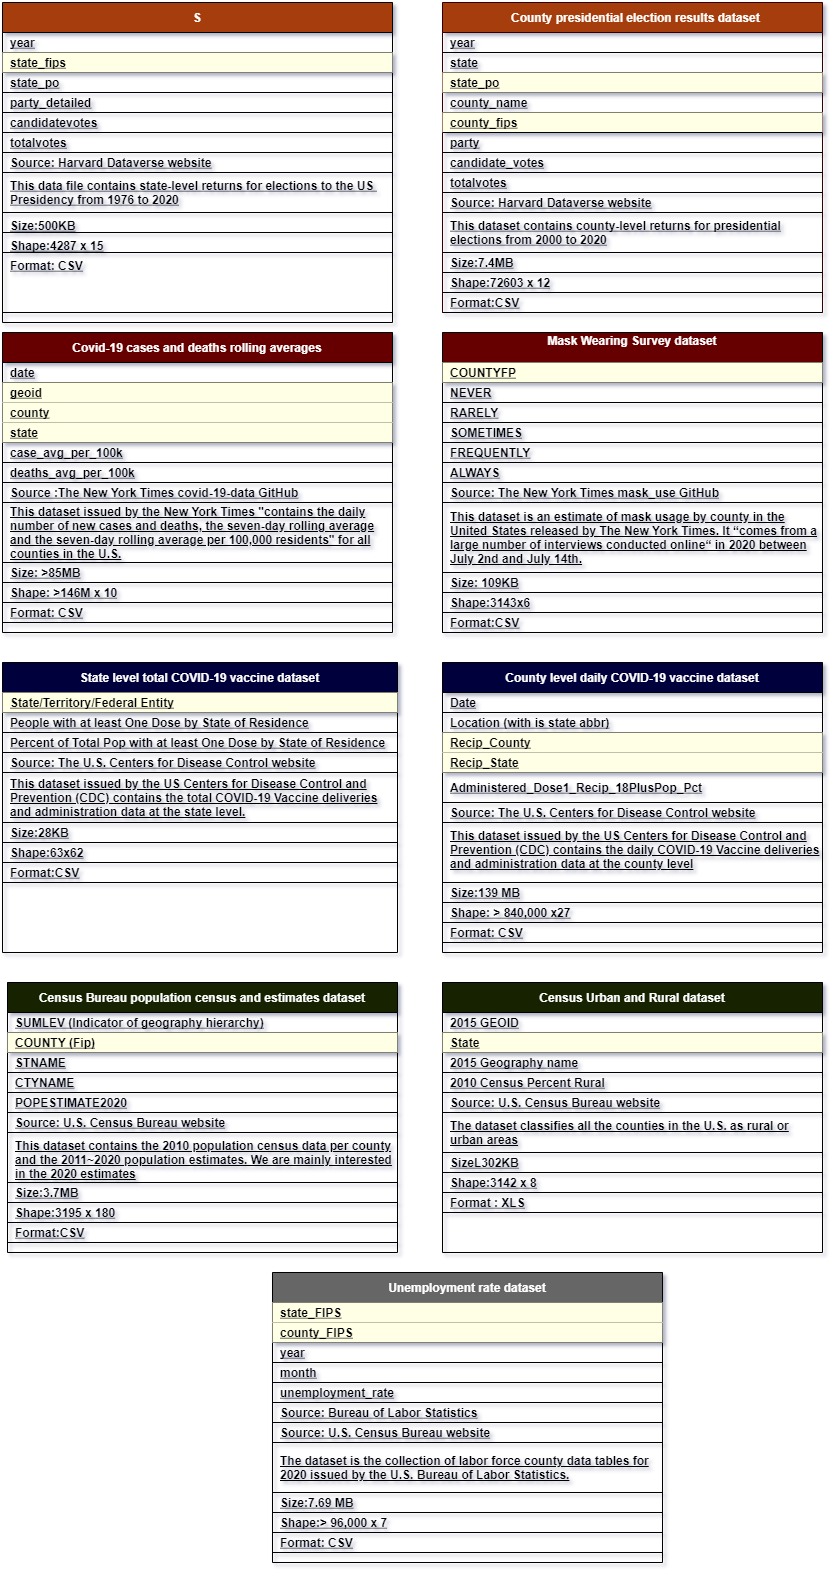 S
year
state_fips
state_po
party_detailed
candidatevotes
totalvotes
Source: Harvard Dataverse website
This data file contains state-level returns for elections to the US
Presidency from 1976 to 2020
Size:500KB
Shape:4287 x 15
Format: CSV
County presidential election results dataset
year
state
state_po
county_name
county_fips
party
candidate_votes
totalvotes
Source: Harvard Dataverse website
This dataset contains county-level returns for presidential
elections from 2000 to 2020
Size:7.4MB
Shape:72603 x 12
Format:CSV
Covid-19 cases and deaths rolling averages
date
geoid
county
state
case_avg_per_100k
deaths_avg_per_100k
Source :The New York Times covid-19-data GitHub
This dataset issued by the New York Times "contains the daily
number of new cases and deaths, the seven-day rolling average
and the seven-day rolling average per 100,000 residents" for all
counties in the U.S.
Size: >85MB
Shape: >146M x 10
Format: CSV
Mask Wearing Survey dataset
COUNTYFP
NEVER
RARELY
SOMETIMES
FREQUENTLY
ALWAYS
Source: The New York Times mask_use GitHub
This dataset is an estimate of mask usage by county in the
United States released by The New York Times. It “comes from a
large number of interviews conducted online“ in 2020 between
July 2nd and July 14th.
Size: 109KB
Shape:3143x6
Format:CSV
State level total COVID-19 vaccine dataset
State/Territory/Federal Entity
People with at least One Dose by State of Residence
Percent of Total Pop with at least One Dose by State of Residence
Source: The U.S. Centers for Disease Control website
This dataset issued by the US Centers for Disease Control and
Prevention (CDC) contains the total COVID-19 Vaccine deliveries
and administration data at the state level.
Size:28KB
Shape:63x62
Format:CSV
County level daily COVID-19 vaccine dataset
Date
Location (with is state abbr)
Recip_County
Recip_State
Administered_Dose1_Recip_18PlusPop_Pct
Source: The U.S. Centers for Disease Control website
This dataset issued by the US Centers for Disease Control and
Prevention (CDC) contains the daily COVID-19 Vaccine deliveries
and administration data at the county level
Size:139 MB
Shape: > 840,000 x27
Format: CSV
Census Bureau population census and estimates dataset
SUMLEV (Indicator of geography hierarchy)
COUNTY (Fip)
STNAME
CTYNAME
POPESTIMATE2020
Source: U.S. Census Bureau website
This dataset contains the 2010 population census data per county
and the 2011~2020 population estimates. We are mainly interested
in the 2020 estimates
Size:3.7MB
Shape:3195 x 180
Format:CSV
Census Urban and Rural dataset
2015 GEOID
State
2015 Geography name
2010 Census Percent Rural
Source: U.S. Census Bureau website
The dataset classifies all the counties in the U.S. as rural or
urban areas
SizeL302KB
Shape:3142 x 8
Format : XLS
Unemployment rate dataset
state_FIPS
county_FIPS
year
month
unemployment_rate
Source: Bureau of Labor Statistics
Source: U.S. Census Bureau website
The dataset is the collection of labor force county data tables for
2020 issued by the U.S. Bureau of Labor Statistics.
Size:7.69 MB
Shape:> 96,000 x 7
Format: CSV